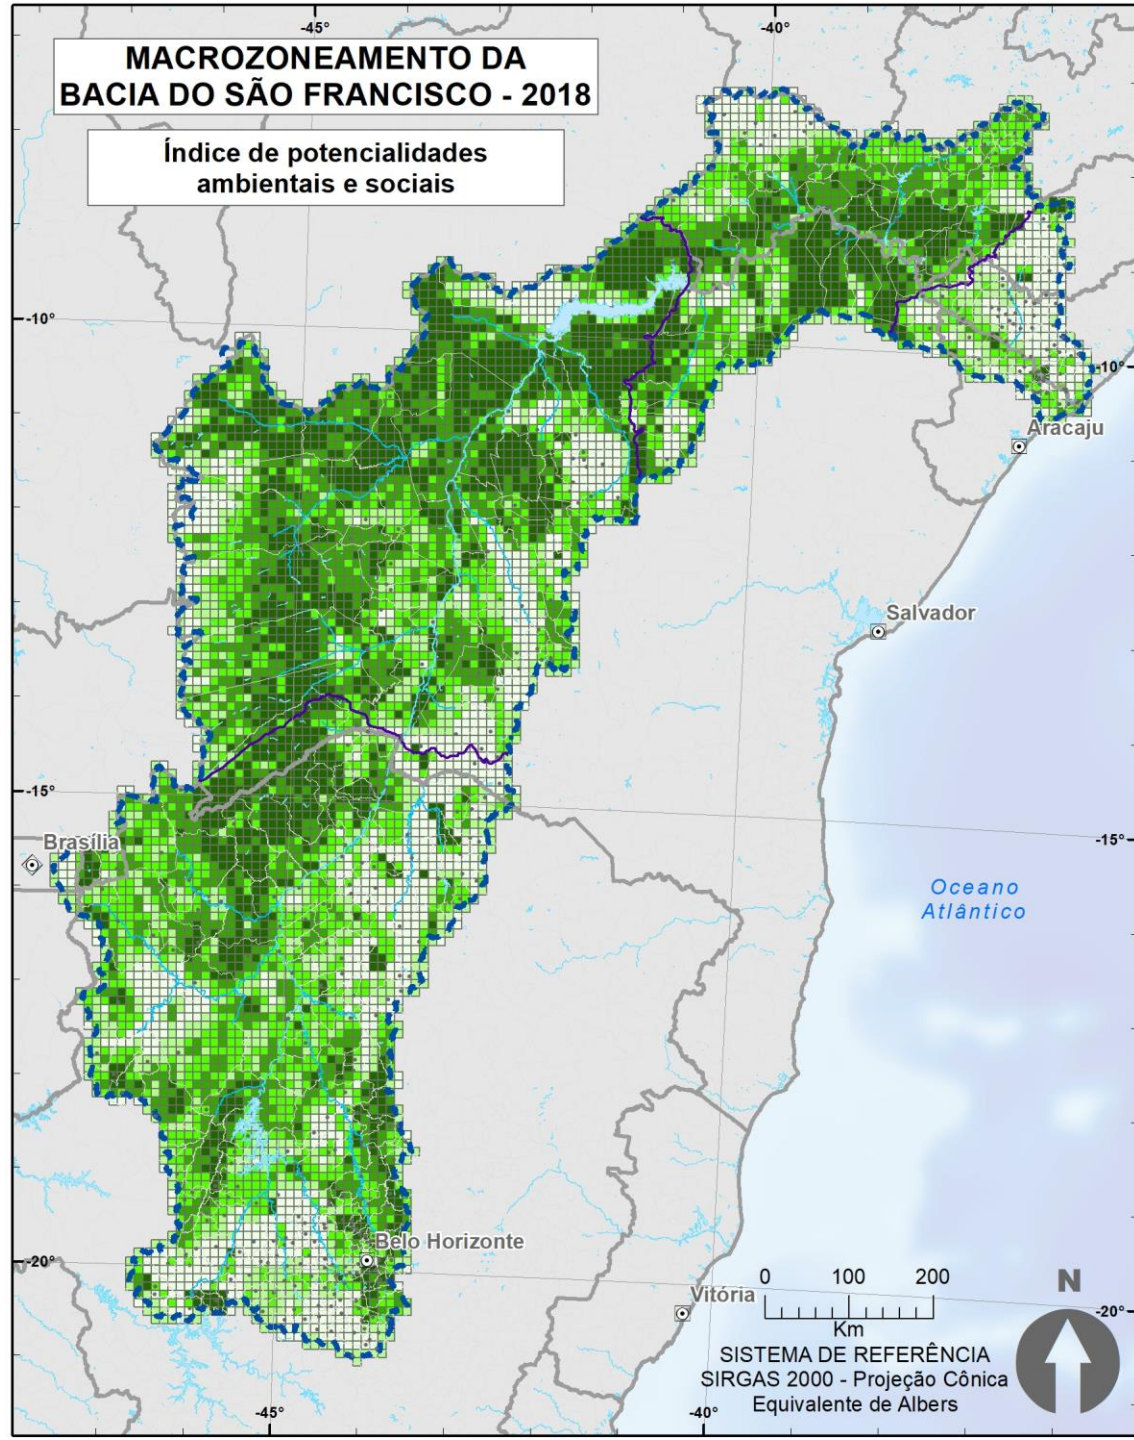 -45°
-40°
MACROZONEAMENTO DA
BACIA DO SÃO FRANCISCO - 2018
Índice de potencialidades
ambientais e sociais
-10°
-10°
Aracaju
Salvador
-15°
Brasília
-15°
Oceano
Atlântico
Belo Horizonte
-20°
Vitória
0 100 200
Km
N
-20°
SISTEMA DE REFERÊNCIA
SIRGAS 2000 - Projeção Cônica
Equivalente de Albers
-45°
-40°